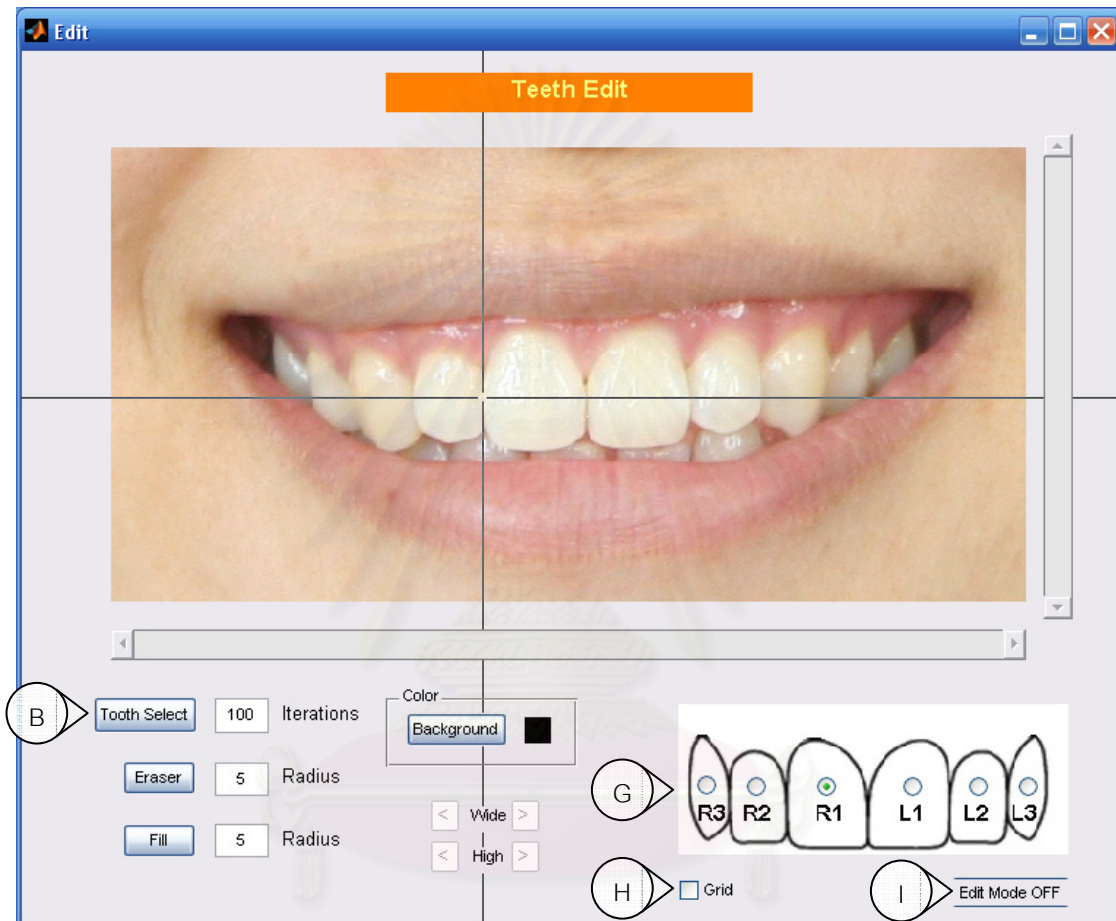 Edit
Teeth Edit
B
Tooth Select 100 Iterations
Color
Background
Eraser 5 Radius
< Wide >
Fill 5 Radius
< High >
G
R3 R2 R1 L1 L2 L3
H
Grid
I
Edit Mode OFF